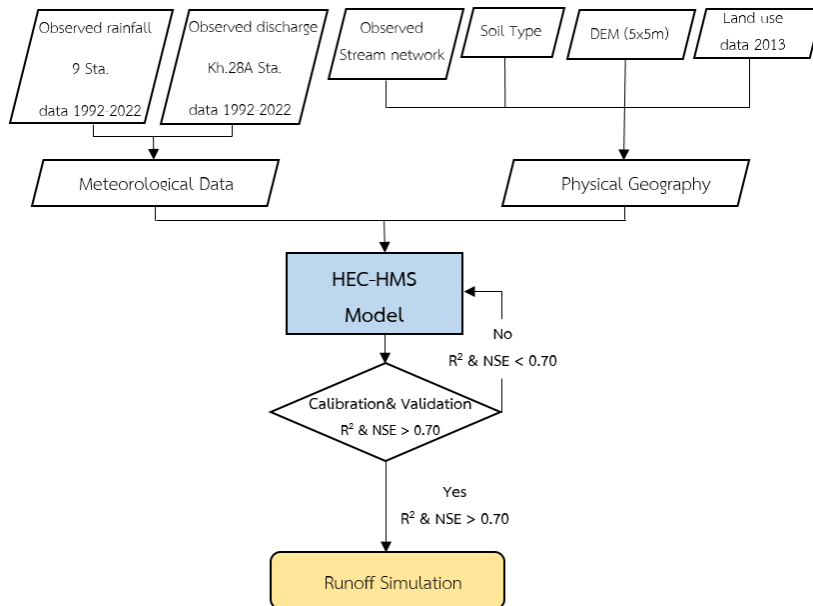 Observed rainfall
9 Sta.
data 1992-2022
Observed discharge
Kh.28A Sta.
data 1992-2022
Observed
Stream network
Soil Type
DEM (5x5m)
Land use
data 2013
Meteorological Data
Physical Geography
HEC-HMS
Model
No
R² & NSE < 0.70
Calibration& Validation
R² & NSE > 0.70
Yes
R² & NSE > 0.70
Runoff Simulation